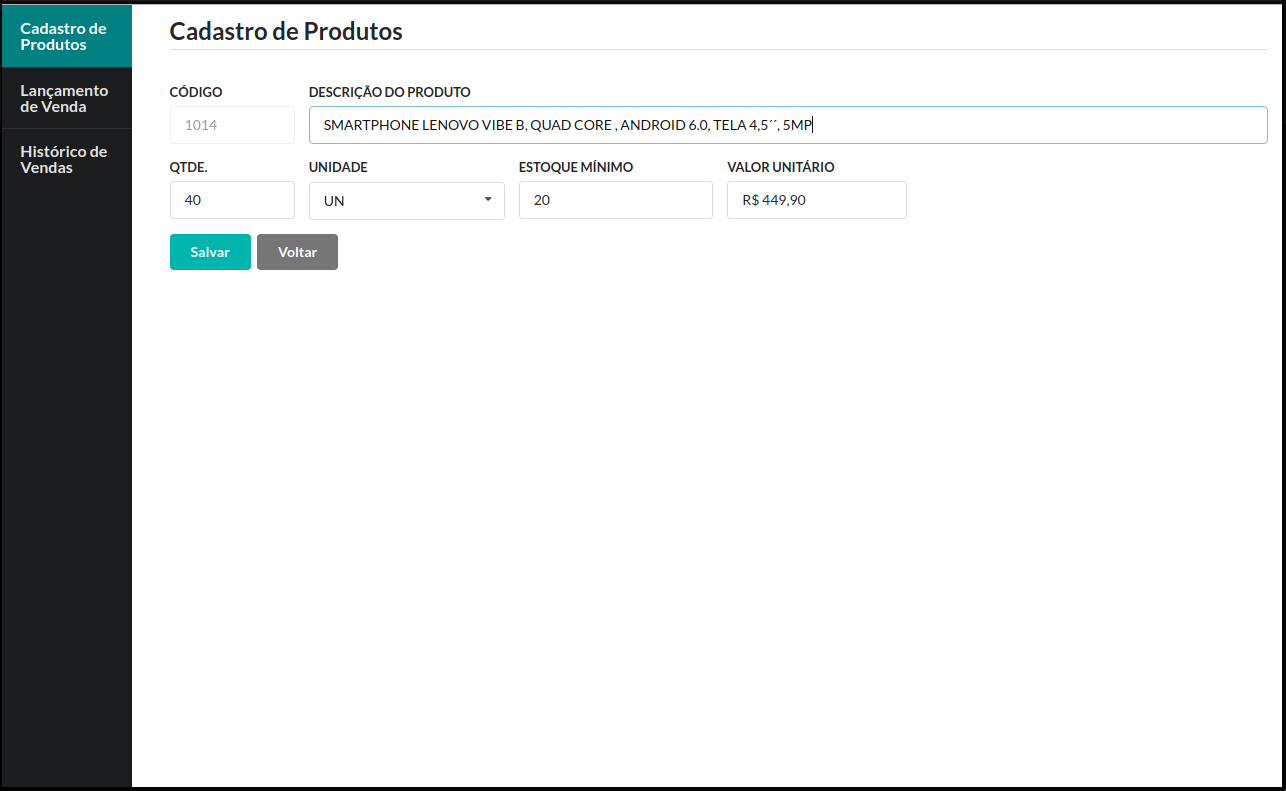 Cadastro de
Produtos
Lançamento
de Venda
Histórico de
Vendas
Cadastro de Produtos
CÓDIGO DESCRIÇÃO DO PRODUTO
1014 SMARTPHONE LENOVO VIBE B, QUAD CORE , ANDROID 6.0, TELA 4,5´´, 5MP
QTDE. UNIDADE ESTOQUE MÍNIMO VALOR UNITÁRIO
40 UN 20 R$ 449,90
Salvar Voltar